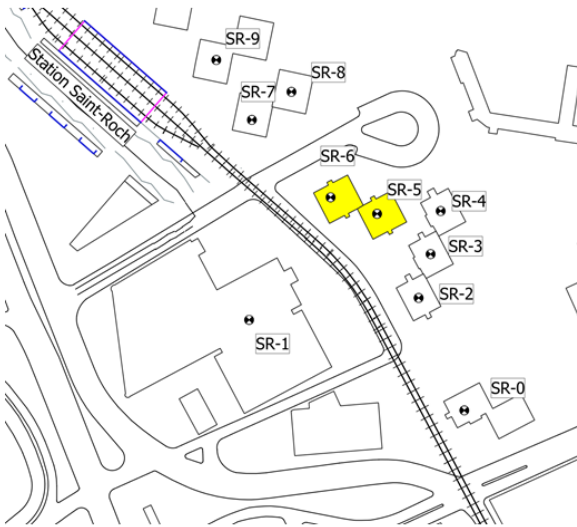 SR-9
Station Saint-Roch
SR-8
SR-7
SR-6
SR-5
SR-4
SR-3
SR-2
SR-1
SR-0